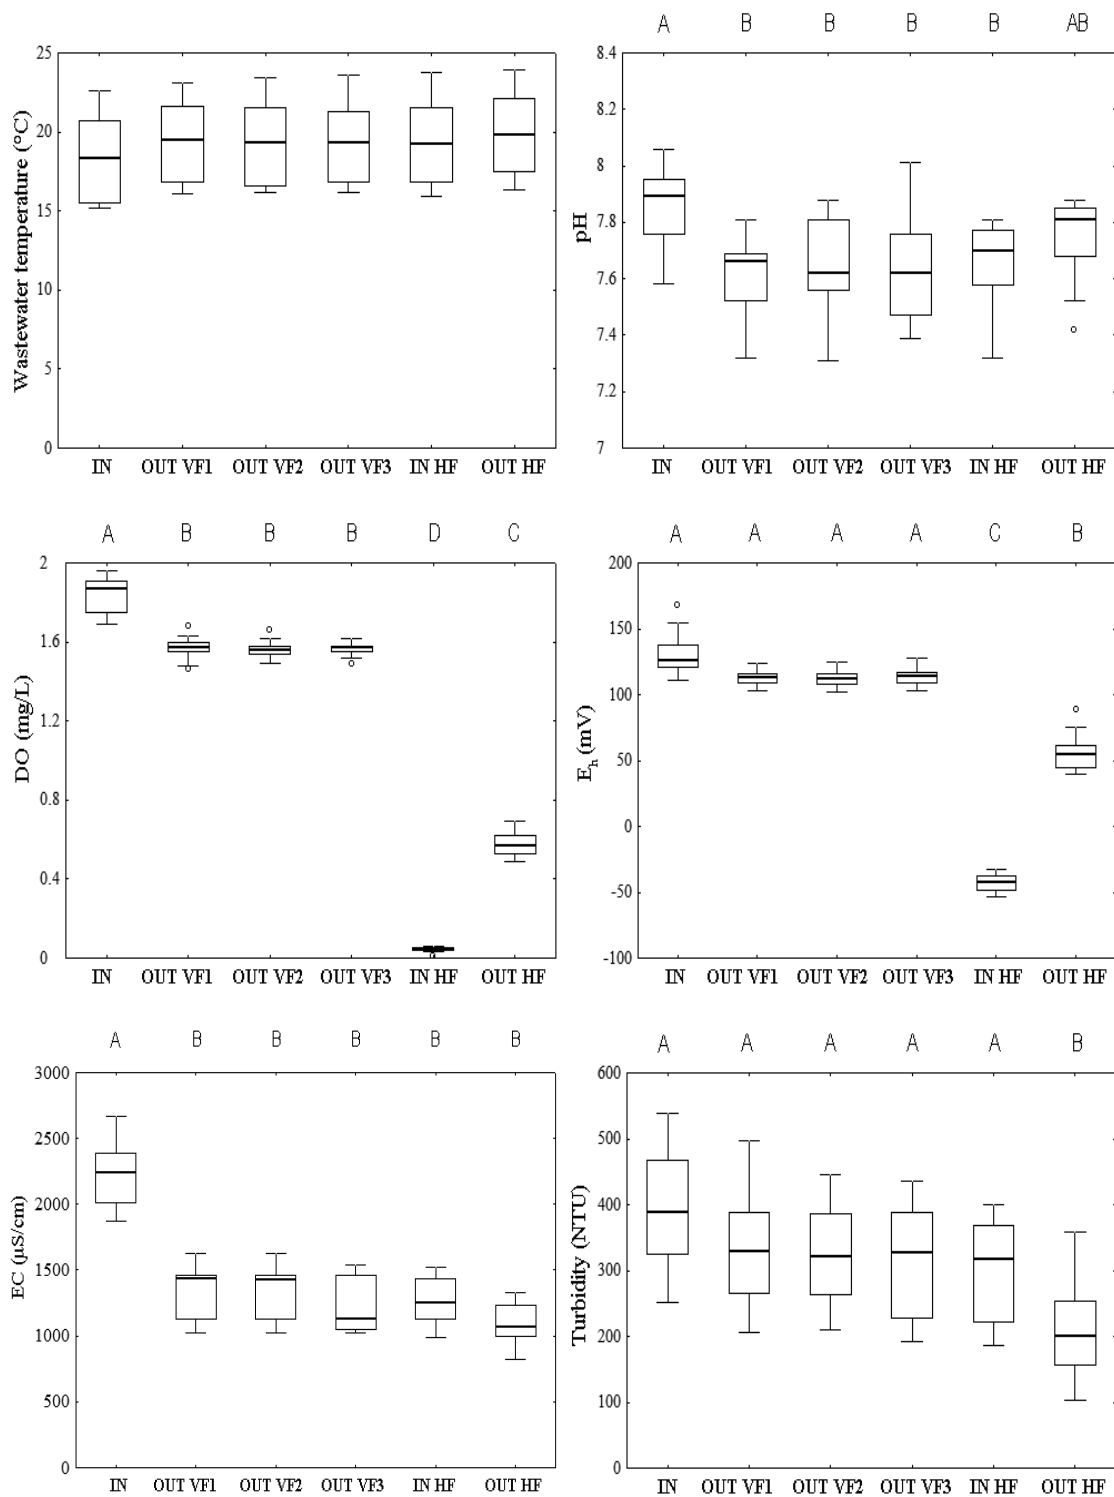 A B B B B AB
25
20
15
10
5
0
Wastewater temperature (°C)
IN OUT VF1 OUT VF2 OUT VF3 IN HF OUT HF
8.4
8.2
8
7.8
7.6
7.4
7.2
7
pH
IN OUT VF1 OUT VF2 OUT VF3 IN HF OUT HF
A B B B D C
2
1.6
1.2
0.8
0.4
0
DO (mg/L)
IN OUT VF1 OUT VF2 OUT VF3 IN HF OUT HF
A A A A C B
200
150
100
50
0
-50
-100
Eh (mV)
IN OUT VF1 OUT VF2 OUT VF3 IN HF OUT HF
A B B B B B
3000
2500
2000
1500
1000
500
0
EC (µS/cm)
IN OUT VF1 OUT VF2 OUT VF3 IN HF OUT HF
A A A A A B
600
500
400
300
200
100
0
Turbidity (NTU)
IN OUT VF1 OUT VF2 OUT VF3 IN HF OUT HF